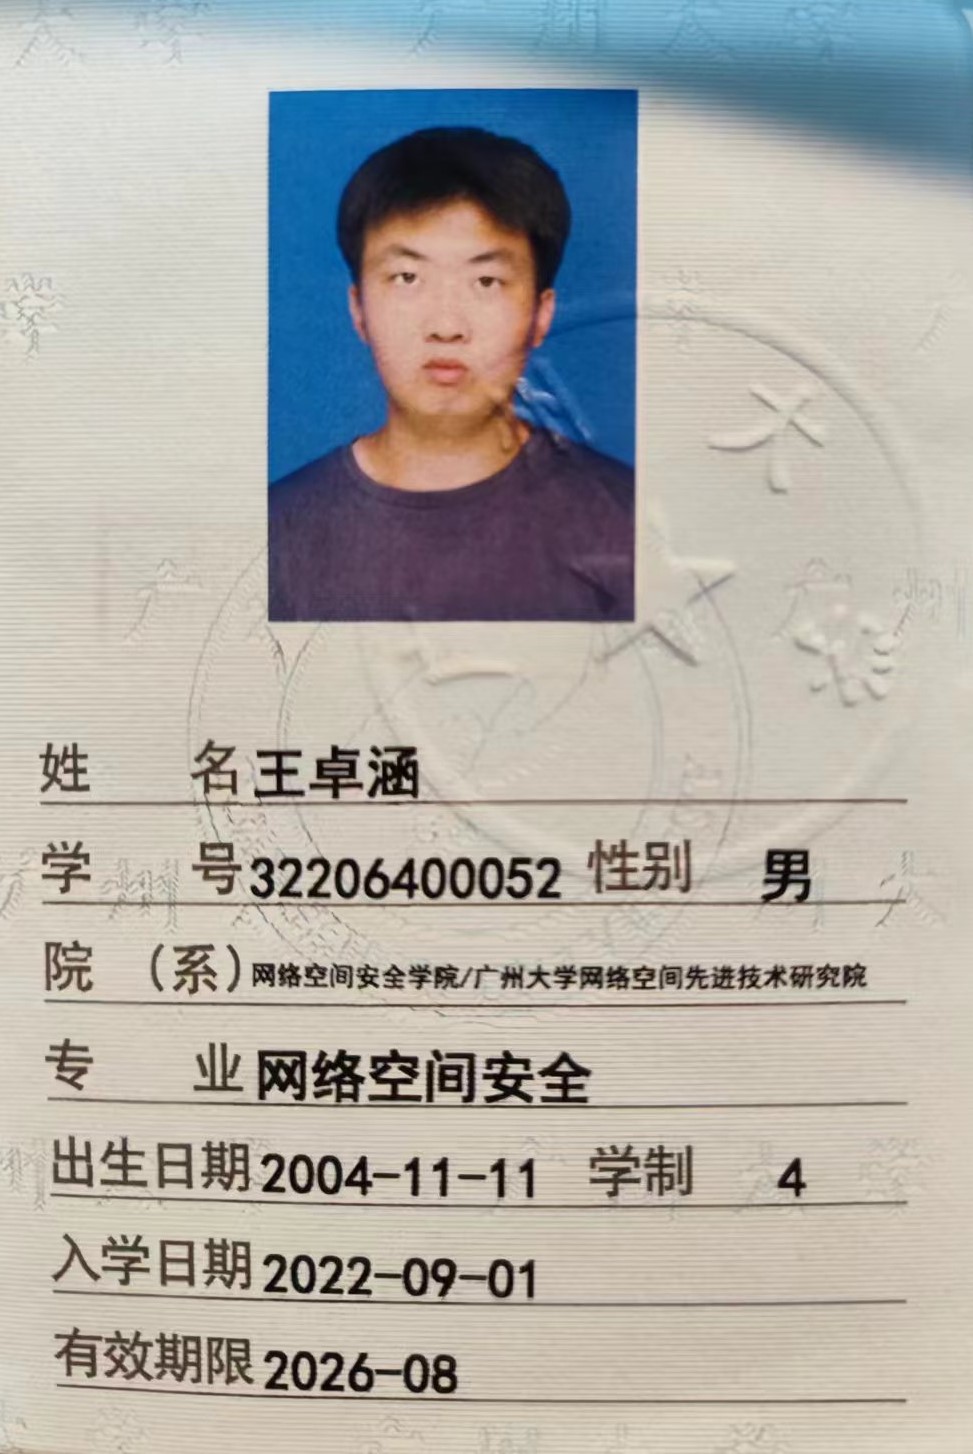 姓名 王卓涵
学号 32206400052 性别 男
院（系） 网络空间安全学院/广州大学网络空间先进技术研究院
专业 网络空间安全
出生日期 2004-11-11 学制 4
入学日期 2022-09-01
有效期限 2026-08